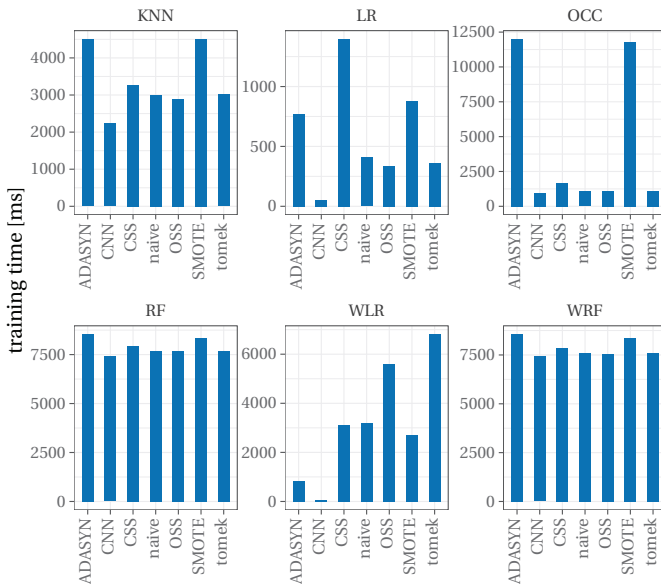 KNN
LR
OCC
training time [ms]
4000
3000
2000
1000
0
ADASYN
CNN
CSS
naive
OSS
SMOTE
tomek
1000
500
0
ADASYN
CNN
CSS
naive
OSS
SMOTE
tomek
12500
10000
7500
5000
2500
0
ADASYN
CNN
CSS
naive
OSS
SMOTE
tomek
RF
WLR
WRF
7500
5000
2500
0
ADASYN
CNN
CSS
naive
OSS
SMOTE
tomek
6000
4000
2000
0
ADASYN
CNN
CSS
naive
OSS
SMOTE
tomek
7500
5000
2500
0
ADASYN
CNN
CSS
naive
OSS
SMOTE
tomek